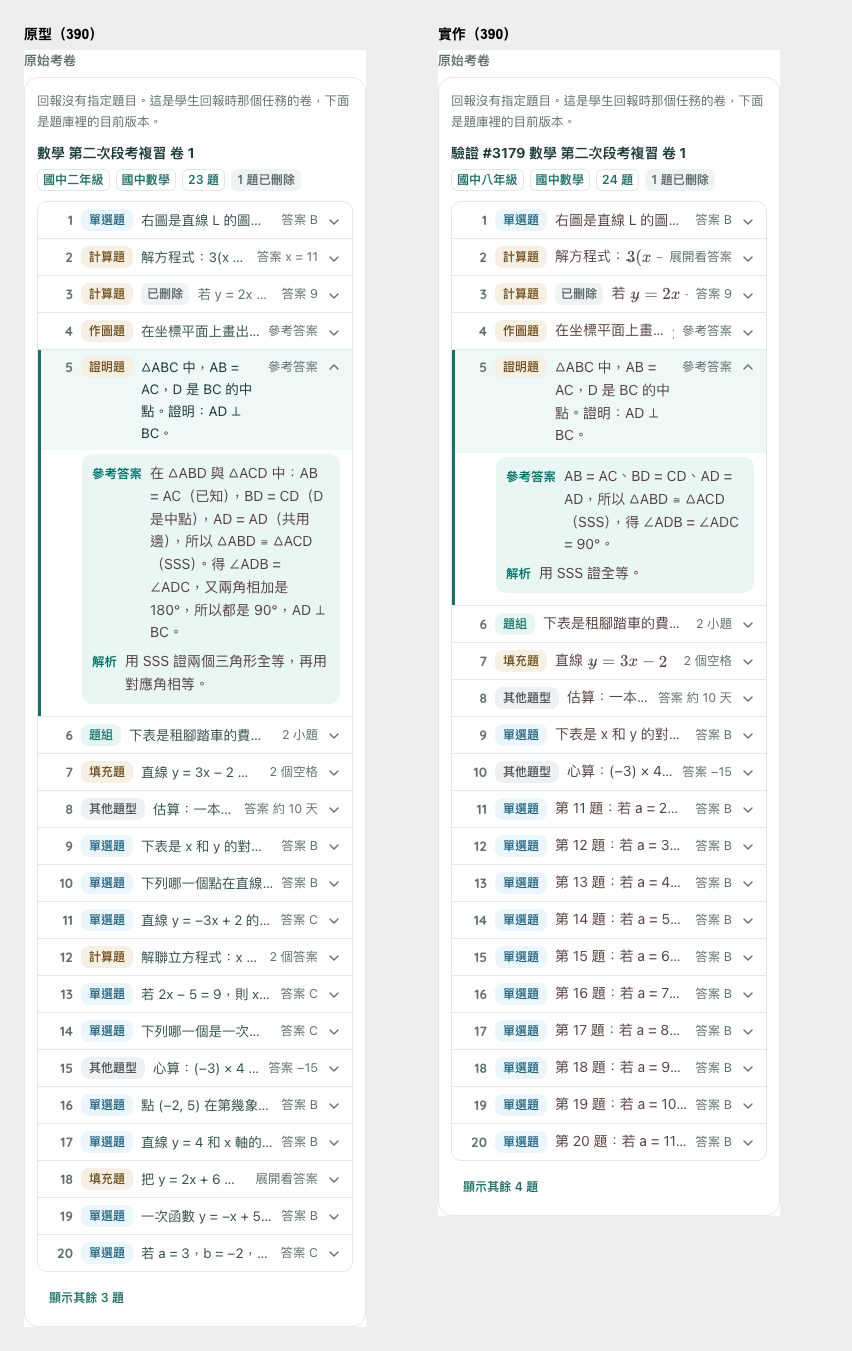 原型（390）
原始考卷
回報沒有指定題目。這是學生回報時那個任務的卷，下面
是題庫裡的目前版本。
數學 第二次段考複習 卷 1
國中二年級 國中數學 23 題 1 題已刪除
1 單選題 右圖是直線 L 的圖... 答案 B
2 計算題 解方程式：3(x ... 答案 x = 11
3 計算題 已刪除 若 y = 2x ... 答案 9
4 作圖題 在坐標平面上畫出... 參考答案
5 證明題 △ABC 中，AB = 參考答案
AC，D 是 BC 的中
點。證明：AD ⊥
BC。
參考答案 在 △ABD 與 △ACD 中：AB
= AC（已知），BD = CD（D
是中點），AD = AD（共用
邊），所以 △ABD ≅ △ACD
（SSS）。得 ∠ADB =
∠ADC，又兩角相加是
180°，所以都是 90°，AD ⊥
BC。
解析 用 SSS 證兩個三角形全等，再用
對應角相等。
6 題組 下表是租腳踏車的費... 2 小題
7 填充題 直線 y = 3x − 2 ... 2 個空格
8 其他題型 估算：一本... 答案 約 10 天
9 單選題 下表是 x 和 y 的對... 答案 B
10 單選題 下列哪一個點在直線... 答案 B
11 單選題 直線 y = −3x + 2 的... 答案 C
12 計算題 解聯立方程式：x ... 2 個答案
13 單選題 若 2x − 5 = 9，則 x... 答案 C
14 單選題 下列哪一個是一次... 答案 C
15 其他題型 心算：(−3) × 4 ... 答案 −15
16 單選題 點 (−2, 5) 在第幾象... 答案 B
17 單選題 直線 y = 4 和 x 軸的... 答案 B
18 填充題 把 y = 2x + 6 ... 展開看答案
19 單選題 一次函數 y = −x + 5... 答案 B
20 單選題 若 a = 3，b = −2，... 答案 C
顯示其餘 3 題
實作（390）
原始考卷
回報沒有指定題目。這是學生回報時那個任務的卷，下面
是題庫裡的目前版本。
驗證 #3179 數學 第二次段考複習 卷 1
國中八年級 國中數學 24 題 1 題已刪除
1 單選題 右圖是直線 L 的圖... 答案 B
2 計算題 解方程式：3(x − 展開看答案
3 計算題 已刪除 若 y = 2x - 答案 9
4 作圖題 在坐標平面上畫... 參考答案
5 證明題 △ABC 中，AB = 參考答案
AC，D 是 BC 的中
點。證明：AD ⊥
BC。
參考答案 AB = AC、BD = CD、AD =
AD，所以 △ABD ≅ △ACD
（SSS），得 ∠ADB = ∠ADC
= 90°。
解析 用 SSS 證全等。
6 題組 下表是租腳踏車的費... 2 小題
7 填充題 直線 y = 3x − 2 2 個空格
8 其他題型 估算：一本... 答案 約 10 天
9 單選題 下表是 x 和 y 的對... 答案 B
10 其他題型 心算：(−3) × 4... 答案 −15
11 單選題 第 11 題：若 a = 2... 答案 B
12 單選題 第 12 題：若 a = 3... 答案 B
13 單選題 第 13 題：若 a = 4... 答案 B
14 單選題 第 14 題：若 a = 5... 答案 B
15 單選題 第 15 題：若 a = 6... 答案 B
16 單選題 第 16 題：若 a = 7... 答案 B
17 單選題 第 17 題：若 a = 8... 答案 B
18 單選題 第 18 題：若 a = 9... 答案 B
19 單選題 第 19 題：若 a = 10... 答案 B
20 單選題 第 20 題：若 a = 11... 答案 B
顯示其餘 4 題